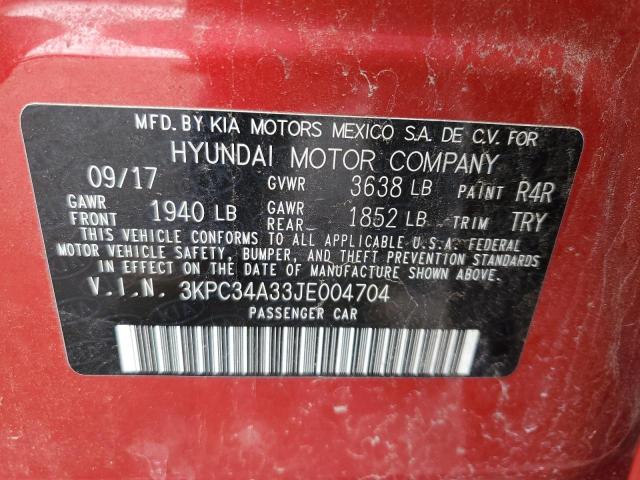 MFD. BY KIA MOTORS MEXICO S.A. DE C.V. FOR
HYUNDAI MOTOR COMPANY
09/17 GVWR 3638 LB PAINT R4R
GAWR FRONT 1940 LB GAWR REAR 1852 LB TRIM TRY
THIS VEHICLE CONFORMS TO ALL APPLICABLE U.S.A. FEDERAL
MOTOR VEHICLE SAFETY, BUMPER, AND THEFT PREVENTION STANDARDS
IN EFFECT ON THE DATE OF MANUFACTURE SHOWN ABOVE.
V.I.N. 3KPC34A33JE004704
PASSENGER CAR